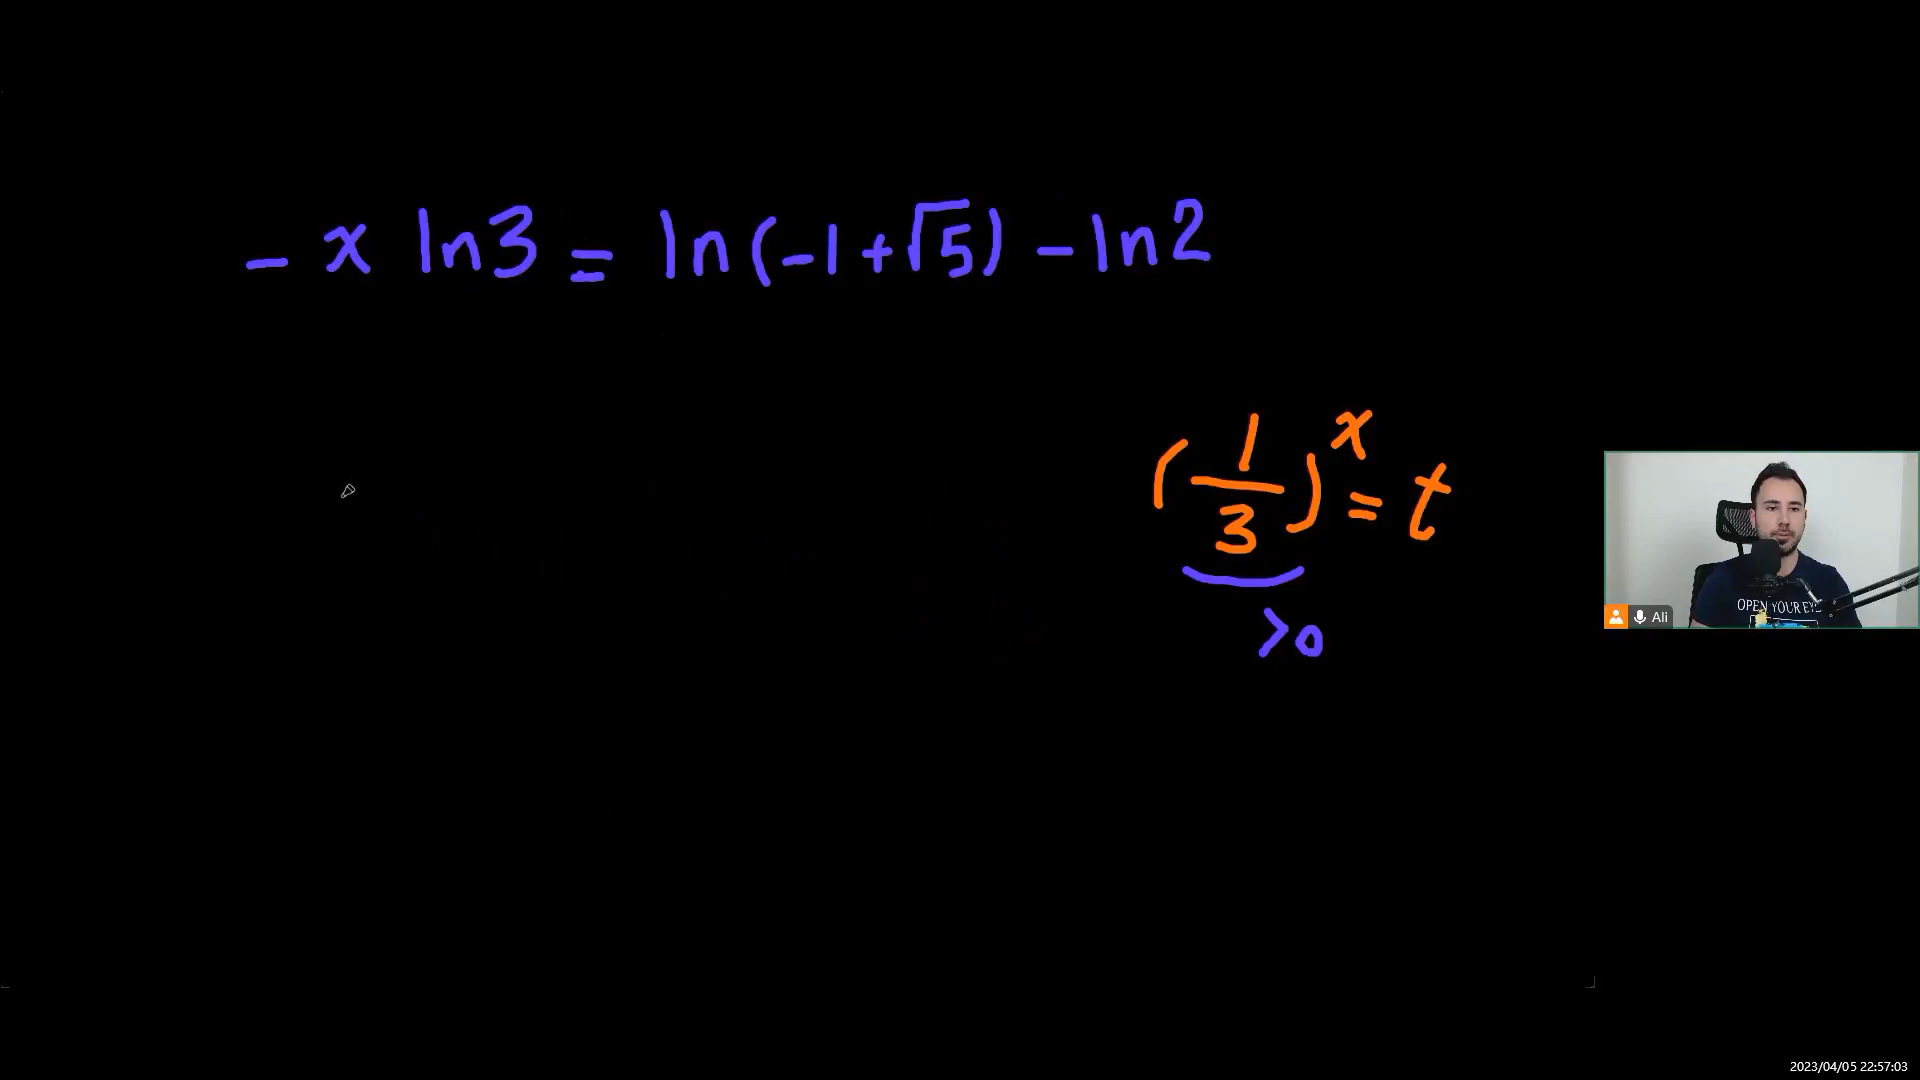 - x ln3 = ln(-1+√5) - ln2
(1/3)^x = t
>0
OPEN YOUR EYE
Ali
2023/04/05 22:57:03